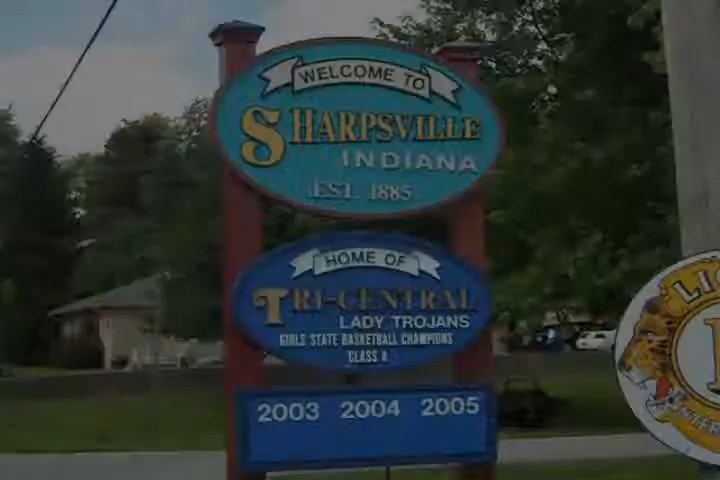 WELCOME TO
SHARPSVILLE
INDIANA
EST. 1885
HOME OF
TRI-CENTRAL
LADY TROJANS
GIRLS STATE BASKETBALL CHAMPIONS
CLASS A
2003 2004 2005